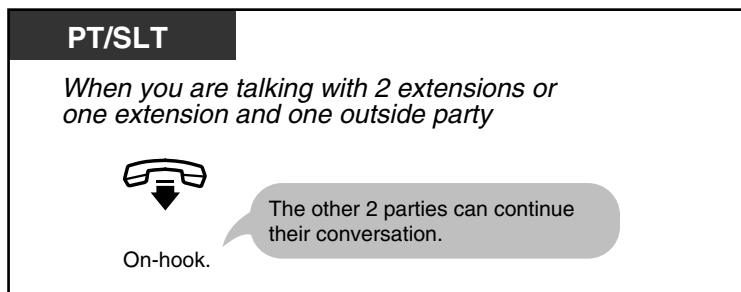 PT/SLT
When you are talking with 2 extensions or
one extension and one outside party
The other 2 parties can continue
their conversation.
On-hook.